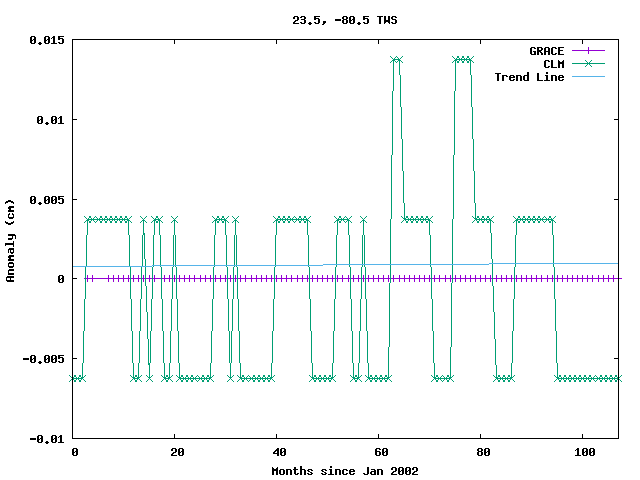 23.5, -80.5 TWS
0.015
0.01
0.005
0
-0.005
-0.01
Anomaly (cm)
GRACE
CLM
Trend Line
0 20 40 60 80 100
Months since Jan 2002